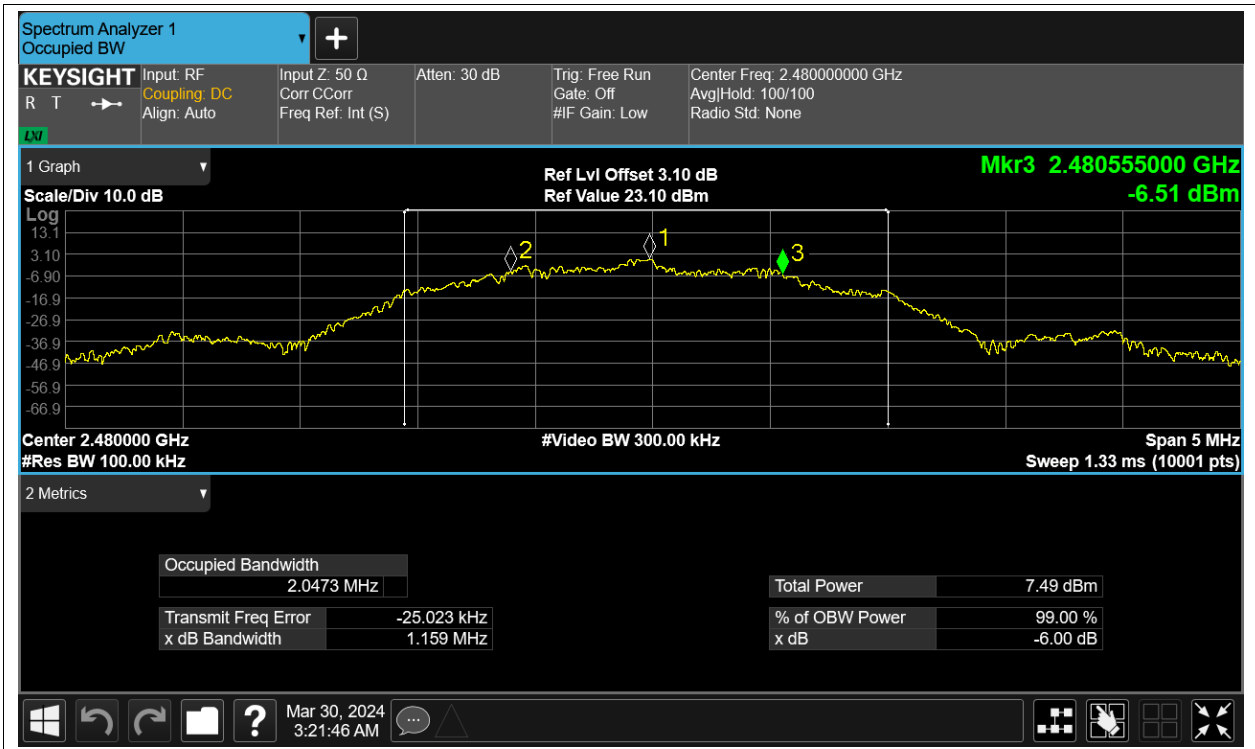 Spectrum Analyzer 1
Occupied BW
KEYSIGHT
R T
LXI
Input: RF
Coupling: DC
Align: Auto
Input Z: 50 Ω
Corr CCorr
Freq Ref: Int (S)
Atten: 30 dB
Trig: Free Run
Gate: Off
#IF Gain: Low
Center Freq: 2.480000000 GHz
Avg|Hold: 100/100
Radio Std: None
1 Graph
Scale/Div 10.0 dB
Ref Lvl Offset 3.10 dB
Ref Value 23.10 dBm
Mkr3 2.480555000 GHz
-6.51 dBm
Log
13.1
3.10
-6.90
-16.9
-26.9
-36.9
-46.9
-56.9
-66.9
2
1
3
Center 2.480000 GHz
#Res BW 100.00 kHz
#Video BW 300.00 kHz
Span 5 MHz
Sweep 1.33 ms (10001 pts)
2 Metrics
Occupied Bandwidth
2.0473 MHz
Transmit Freq Error -25.023 kHz
x dB Bandwidth 1.159 MHz
Total Power 7.49 dBm
% of OBW Power 99.00 %
x dB -6.00 dB
?
Mar 30, 2024
3:21:46 AM